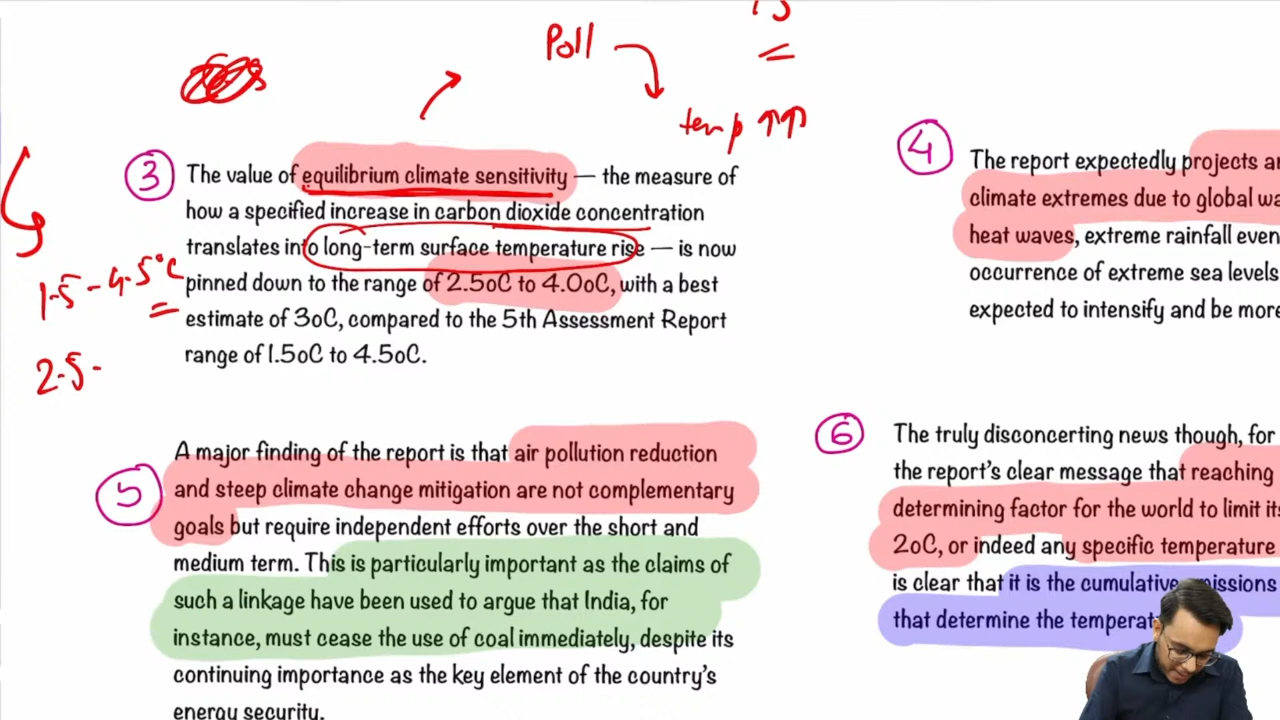 Poll
temp ↑↑
3
The value of equilibrium climate sensitivity — the measure of
how a specified increase in carbon dioxide concentration
translates into long-term surface temperature rise — is now
pinned down to the range of 2.5oC to 4.0oC, with a best
estimate of 3oC, compared to the 5th Assessment Report
range of 1.5oC to 4.5oC.
1.5 - 4.5°C
2.5 -
4
The report expectedly projects
climate extremes due to global
heat waves, extreme rainfall
occurrence of extreme sea levels
expected to intensify and be more
5
A major finding of the report is that air pollution reduction
and steep climate change mitigation are not complementary
goals but require independent efforts over the short and
medium term. This is particularly important as the claims of
such a linkage have been used to argue that India, for
instance, must cease the use of coal immediately, despite its
continuing importance as the key element of the country's
energy security.
6
The truly disconcerting news though, for
the report's clear message that reaching
determining factor for the world to limit
2oC, or indeed any specific temperature
is clear that it is the cumulative
that determine the